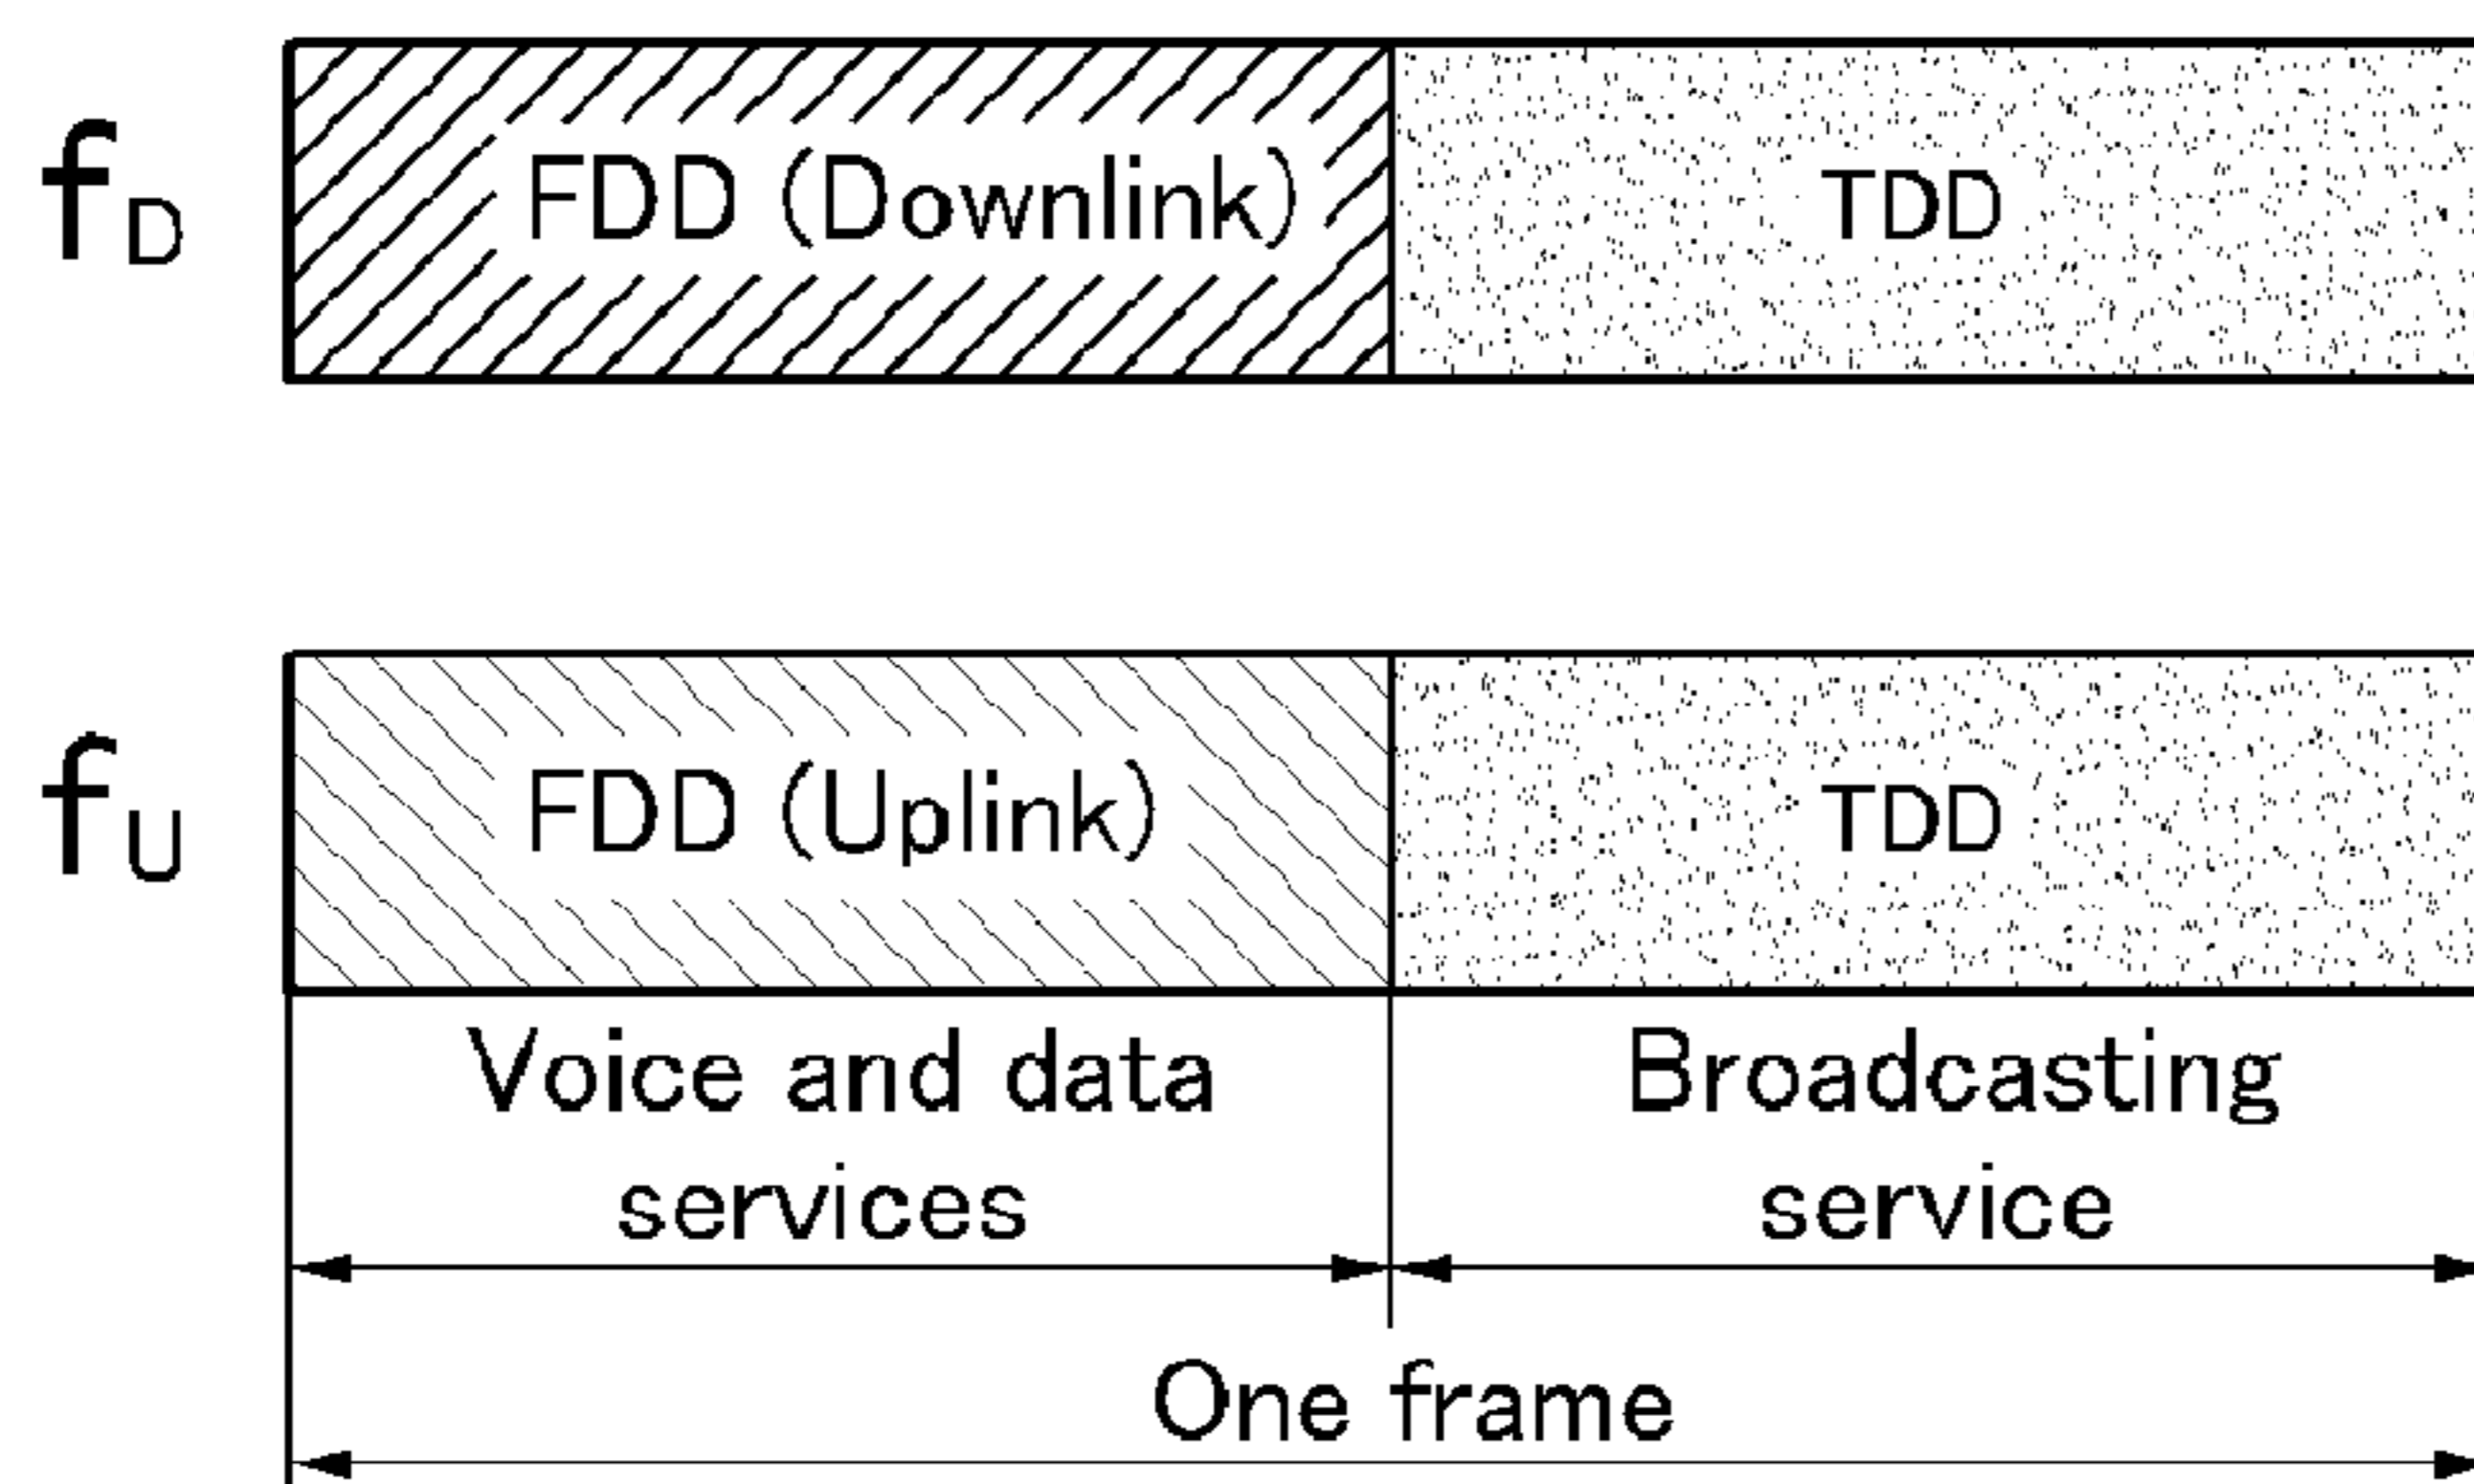 fD FDD (Downlink) TDD
fU FDD (Uplink) TDD
Voice and data services
Broadcasting service
One frame